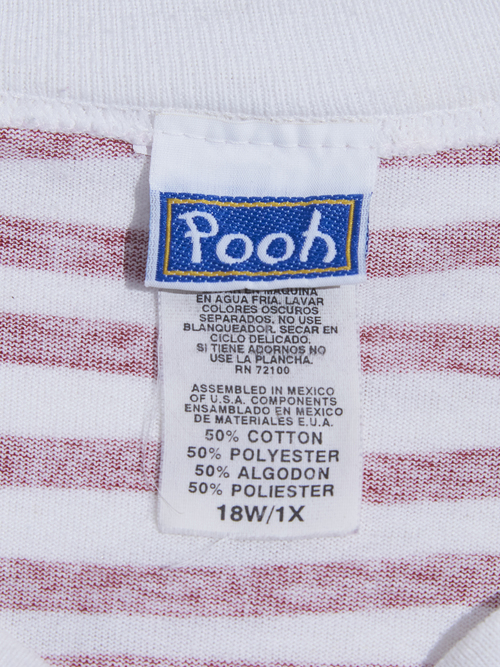 Pooh
EN MAQUINA
EN AGUA FRIA. LAVAR
COLORES OSCUROS
SEPARADOS. NO USE
BLANQUEADOR. SECAR EN
CICLO DELICADO.
SI TIENE ADORNOS NO
USE LA PLANCHA.
RN 72100
ASSEMBLED IN MEXICO
OF U.S.A. COMPONENTS
ENSAMBLADO EN MEXICO
DE MATERIALES E.U.A.
50% COTTON
50% POLYESTER
50% ALGODON
50% POLIESTER
18W/1X